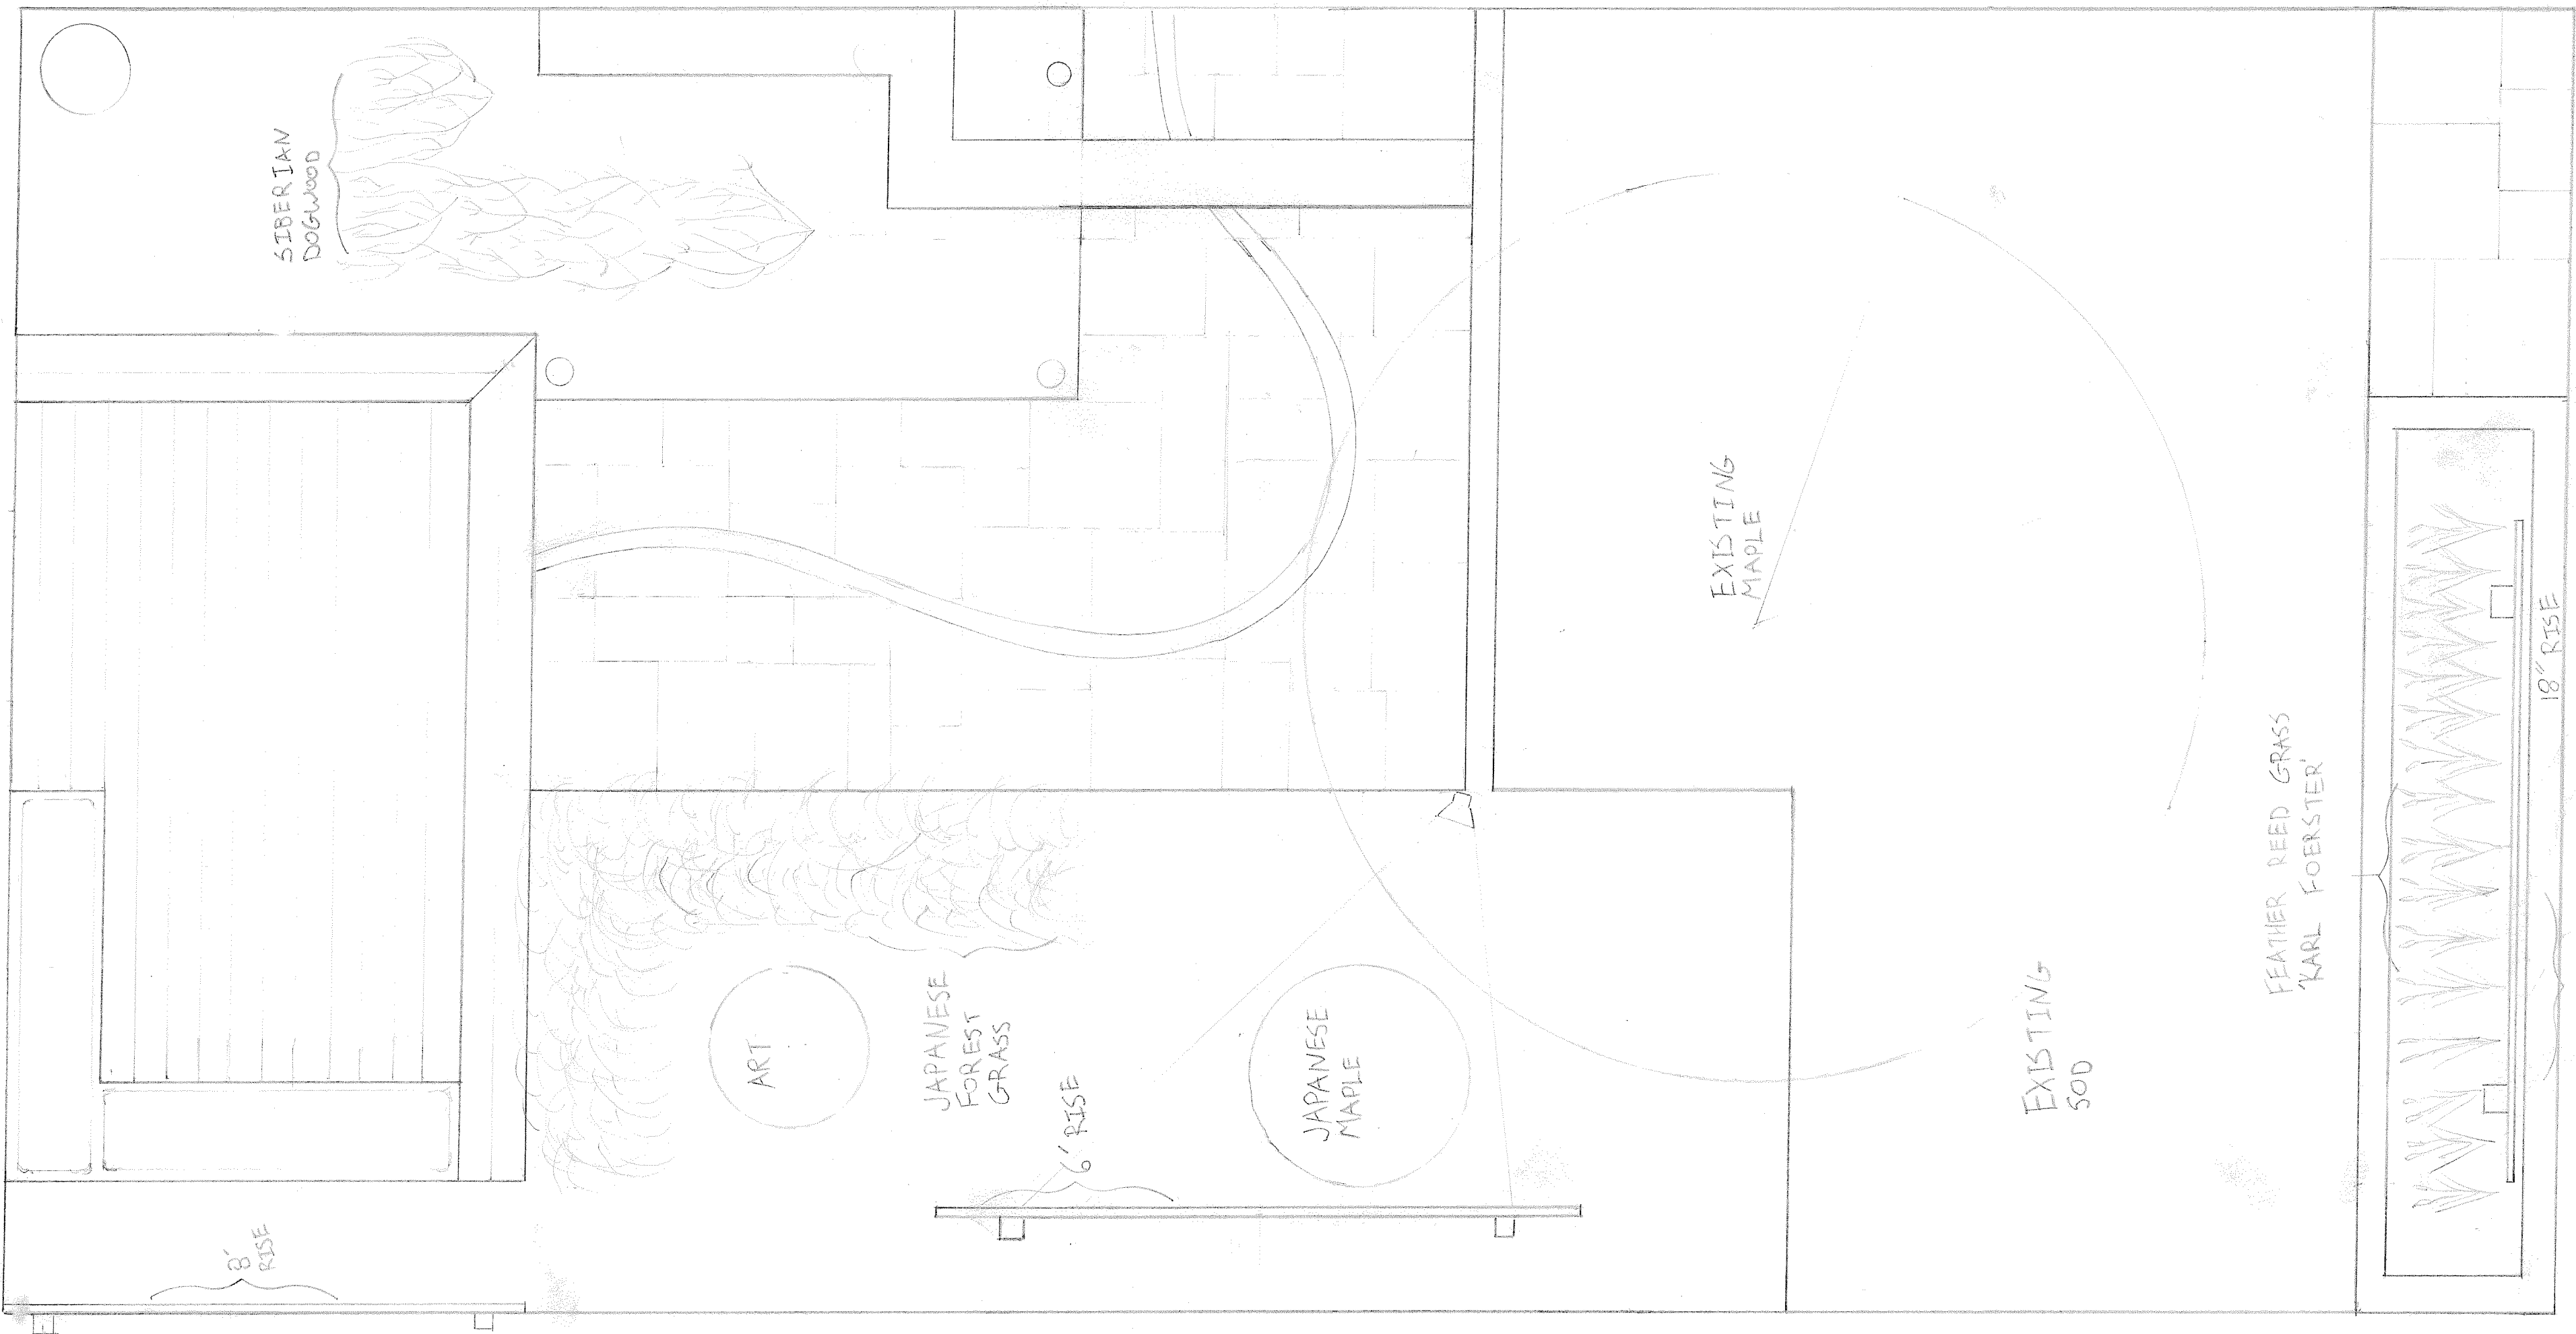 SIBERIAN
DOGWOOD
EXISTING
MAPLE
18" RISE
FEATHER REED GRASS
'KARL FOERSTER'
JAPANESE
FOREST
GRASS
ART
JAPANESE
MAPLE
EXISTING
SOD
6' RISE
8'
RISE